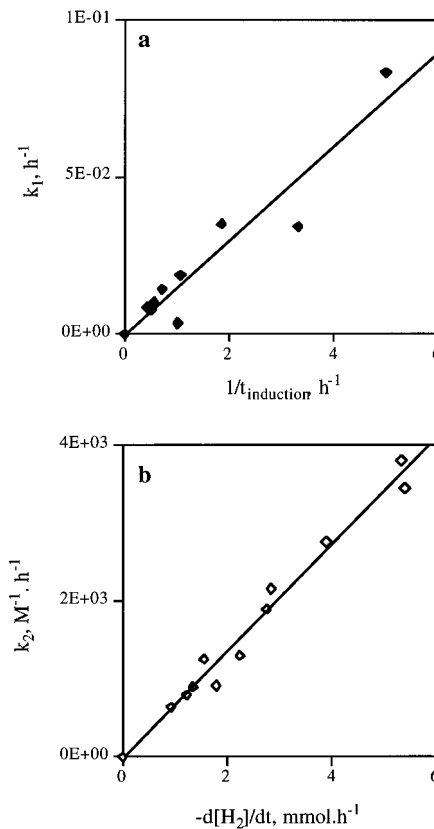 1E-01
a
k1, h-1
5E-02
0E+00
0
2
4
6
1/tinduction, h-1
4E+03
b
k2, M-1. h-1
2E+03
0E+00
0
2
4
6
-d[H2]/dt, mmol.h-1